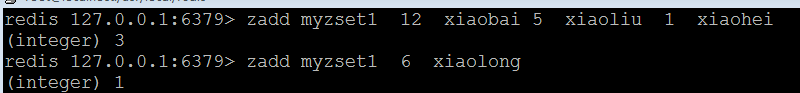 redis 127.0.0.1:6379> zadd myzset1  12  xiaobai 5  xiaoliu  1  xiaohei
(integer) 3
redis 127.0.0.1:6379> zadd myzset1  6  xiaolong
(integer) 1